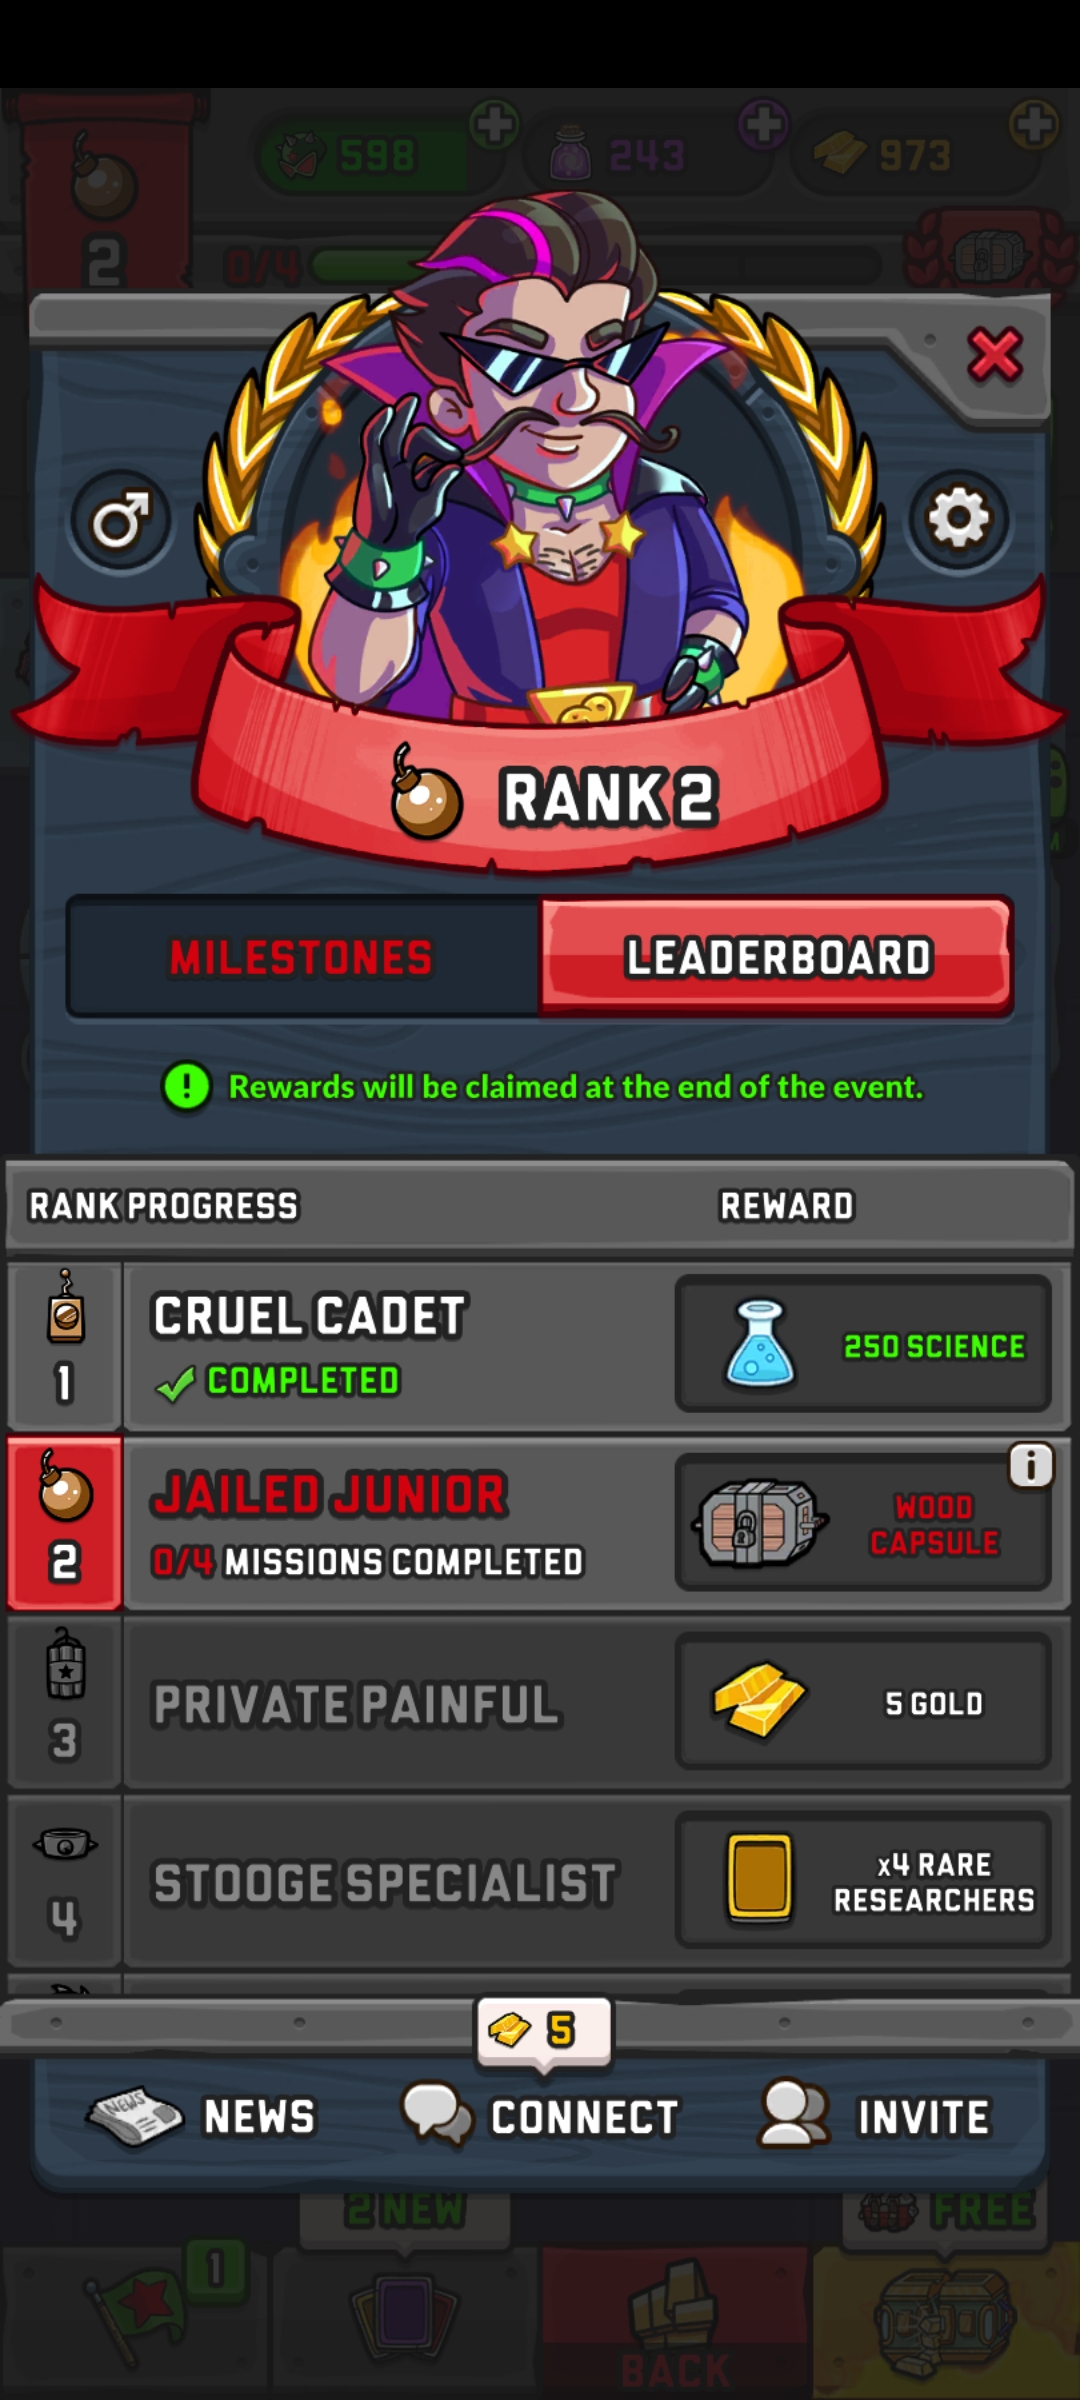 598
243
973
2
0/4
RANK 2
MILESTONES
LEADERBOARD
Rewards will be claimed at the end of the event.
RANK PROGRESS
REWARD
1
CRUEL CADET
COMPLETED
250 SCIENCE
2
JAILED JUNIOR
0/4 MISSIONS COMPLETED
WOOD
CAPSULE
3
PRIVATE PAINFUL
5 GOLD
4
STOOGE SPECIALIST
x4 RARE
RESEARCHERS
5
NEWS
NEWS
CONNECT
INVITE
2 NEW
FREE
1
BACK